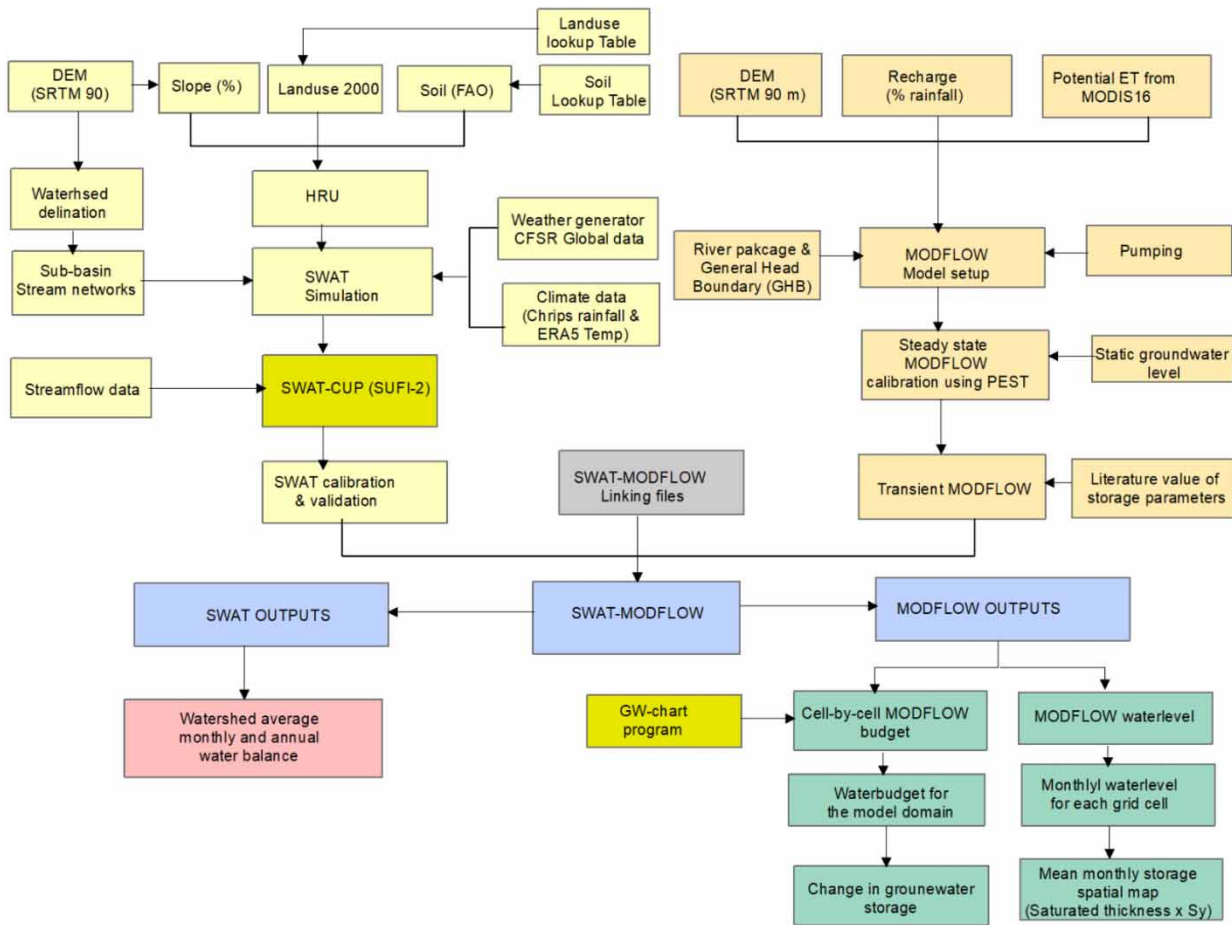 Landuse
lookup Table
DEM
(SRTM 90)
Slope (%)
Landuse 2000
Soil (FAO)
Soil
Lookup Table
DEM
(SRTM 90 m)
Recharge
(% rainfall)
Potential ET from
MODIS16
Waterhsed
delination
HRU
Weather generator
CFSR Global data
River pakcage &
General Head
Boundary (GHB)
MODFLOW
Model setup
Pumping
Sub-basin
Stream networks
SWAT
Simulation
Climate data
(Chrips rainfall &
ERA5 Temp)
Steady state
MODFLOW
calibration using PEST
Static groundwater
level
Streamflow data
SWAT-CUP (SUFI-2)
SWAT calibration
& validation
SWAT-MODFLOW
Linking files
Transient MODFLOW
Literature value of
storage parameters
SWAT OUTPUTS
SWAT-MODFLOW
MODFLOW OUTPUTS
Watershed average
monthly and annual
water balance
GW-chart
program
Cell-by-cell MODFLOW
budget
MODFLOW waterlevel
Waterbudget for
the model domain
Monthlyl waterlevel
for each grid cell
Change in grounewater
storage
Mean monthly storage
spatial map
(Saturated thickness x Sy)